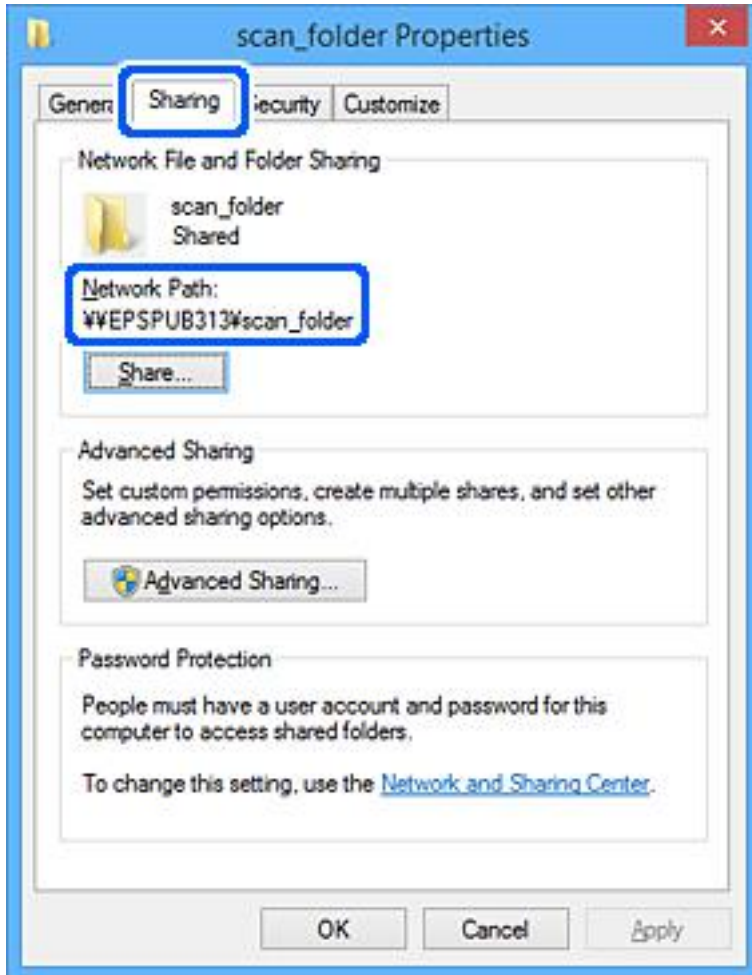 scan_folder Properties
General Sharing Security Customize
Network File and Folder Sharing
scan_folder
Shared
Network Path:
¥¥EPSPUB313¥scan_folder
Share...
Advanced Sharing
Set custom permissions, create multiple shares, and set other
advanced sharing options.
Advanced Sharing...
Password Protection
People must have a user account and password for this
computer to access shared folders.
To change this setting, use the Network and Sharing Center.
OK Cancel Apply